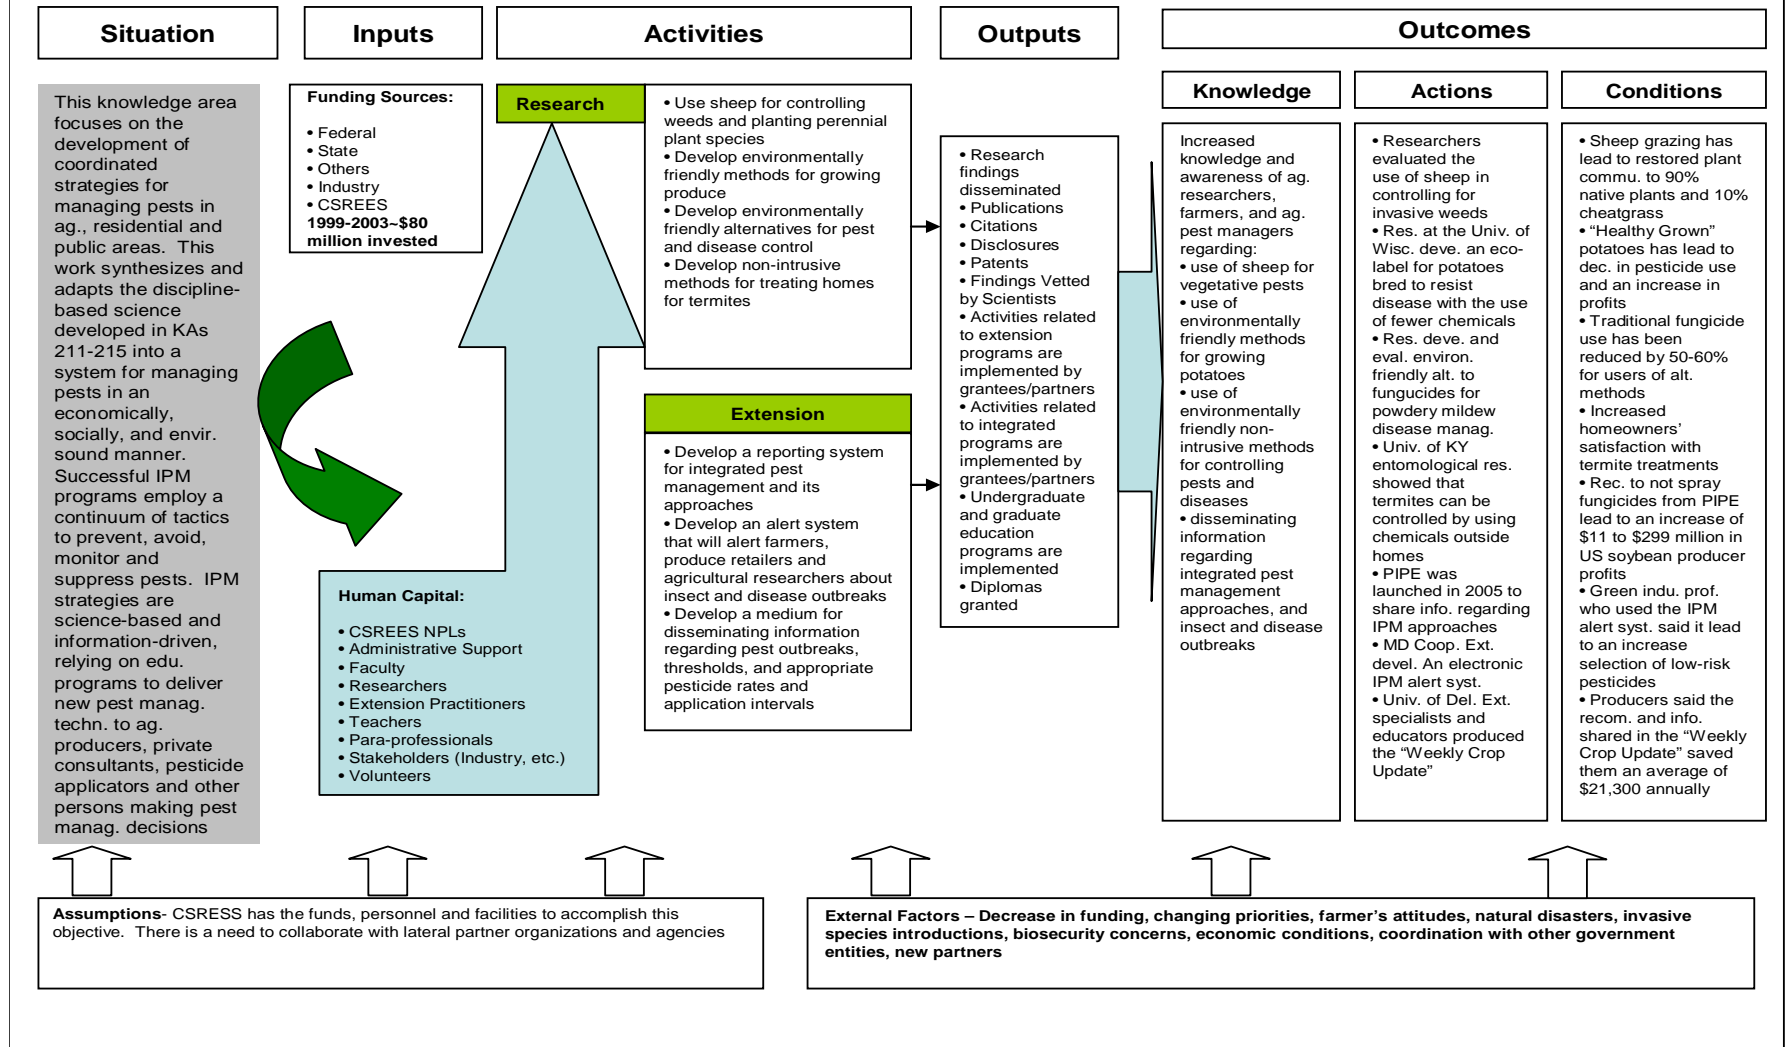 Situation
Inputs
Activities
Outputs
Outcomes
Knowledge
Actions
Conditions
This knowledge area
focuses on the
development of
coordinated
strategies for
managing pests in
ag., residential and
public areas.  This
work synthesizes and
adapts the discipline-
based science
developed in KAs
211-215 into a
system for managing
pests in an
economically,
socially, and envir.
sound manner.
Successful IPM
programs employ a
continuum of tactics
to prevent, avoid,
monitor and
suppress pests.  IPM
strategies are
science-based and
information-driven,
relying on edu.
programs to deliver
new pest manag.
techn. to ag.
producers, private
consultants, pesticide
applicators and other
persons making pest
manag. decisions
Funding Sources:
• Federal
• State
• Others
• Industry
• CSREES
1999-2003~$80
million invested
Human Capital:
• CSREES NPLs
• Administrative Support
• Faculty
• Researchers
• Extension Practitioners
• Teachers
• Para-professionals
• Stakeholders (Industry, etc.)
• Volunteers
Research
• Use sheep for controlling
weeds and planting perennial
plant species
• Develop environmentally
friendly methods for growing
produce
• Develop environmentally
friendly alternatives for pest
and disease control
• Develop non-intrusive
methods for treating homes
for termites
Extension
• Develop a reporting system
for integrated pest
management and its
approaches
• Develop an alert system
that will alert farmers,
produce retailers and
agricultural researchers about
insect and disease outbreaks
• Develop a medium for
disseminating information
regarding pest outbreaks,
thresholds, and appropriate
pesticide rates and
application intervals
• Research
findings
disseminated
• Publications
• Citations
• Disclosures
• Patents
• Findings Vetted
by Scientists
• Activities related
to extension
programs are
implemented by
grantees/partners
• Activities related
to integrated
programs are
implemented by
grantees/partners
• Undergraduate
and graduate
education
programs are
implemented
• Diplomas
granted
Increased
knowledge and
awareness of ag.
researchers,
farmers, and ag.
pest managers
regarding:
• use of sheep for
vegetative pests
• use of
environmentally
friendly methods
for growing
potatoes
• use of
environmentally
friendly non-
intrusive methods
for controlling
pests and
diseases
• disseminating
information
regarding
integrated pest
management
approaches, and
insect and disease
outbreaks
• Researchers
evaluated the
use of sheep in
controlling for
invasive weeds
• Res. at the Univ. of
Wisc. deve. an eco-
label for potatoes
bred to resist
disease with the use
of fewer chemicals
• Res. deve. and
eval. environ.
friendly alt. to
fungucides for
powdery mildew
disease manag.
• Univ. of KY
entomological res.
showed that
termites can be
controlled by using
chemicals outside
homes
• PIPE was
launched in 2005 to
share info. regarding
IPM approaches
• MD Coop. Ext.
devel. An electronic
IPM alert syst.
• Univ. of Del. Ext.
specialists and
educators produced
the “Weekly Crop
Update”
• Sheep grazing has
lead to restored plant
commu. to 90%
native plants and 10%
cheatgrass
• “Healthy Grown”
potatoes has lead to
dec. in pesticide use
and an increase in
profits
• Traditional fungicide
use has been
reduced by 50-60%
for users of alt.
methods
• Increased
homeowners’
satisfaction with
termite treatments
• Rec. to not spray
fungicides from PIPE
lead to an increase of
$11 to $299 million in
US soybean producer
profits
• Green indu. prof.
who used the IPM
alert syst. said it lead
to an increase
selection of low-risk
pesticides
• Producers said the
recom. and info.
shared in the “Weekly
Crop Update” saved
them an average of
$21,300 annually
Assumptions- CSRESS has the funds, personnel and facilities to accomplish this
objective.  There is a need to collaborate with lateral partner organizations and agencies
External Factors – Decrease in funding, changing priorities, farmer’s attitudes, natural disasters, invasive
species introductions, biosecurity concerns, economic conditions, coordination with other government
entities, new partners